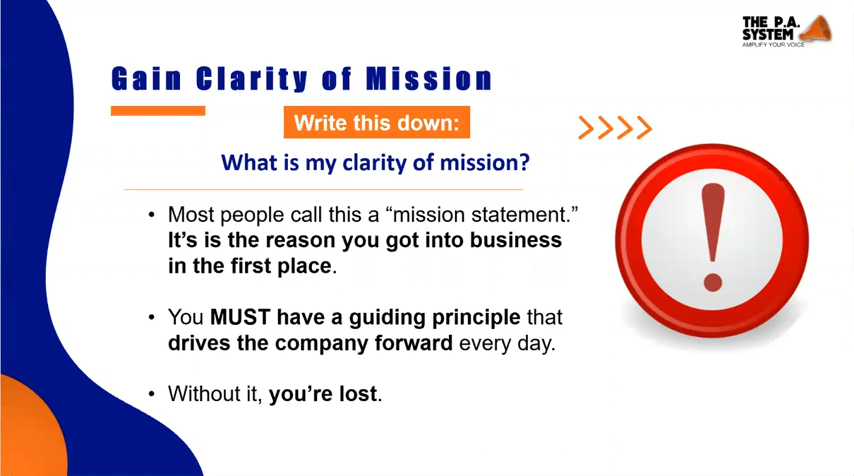 THE P.A.
SYSTEM
AMPLIFY YOUR VOICE
Gain Clarity of Mission
Write this down:
What is my clarity of mission?
• Most people call this a “mission statement.”
It’s is the reason you got into business
in the first place.
• You MUST have a guiding principle that
drives the company forward every day.
• Without it, you’re lost.